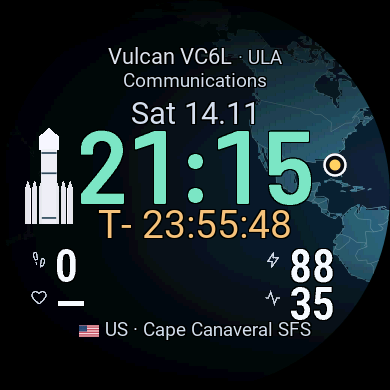 Vulcan VC6L · ULA
Communications
Sat 14.11
21:15
T- 23:55:48
0 88
— 35
US · Cape Canaveral SFS